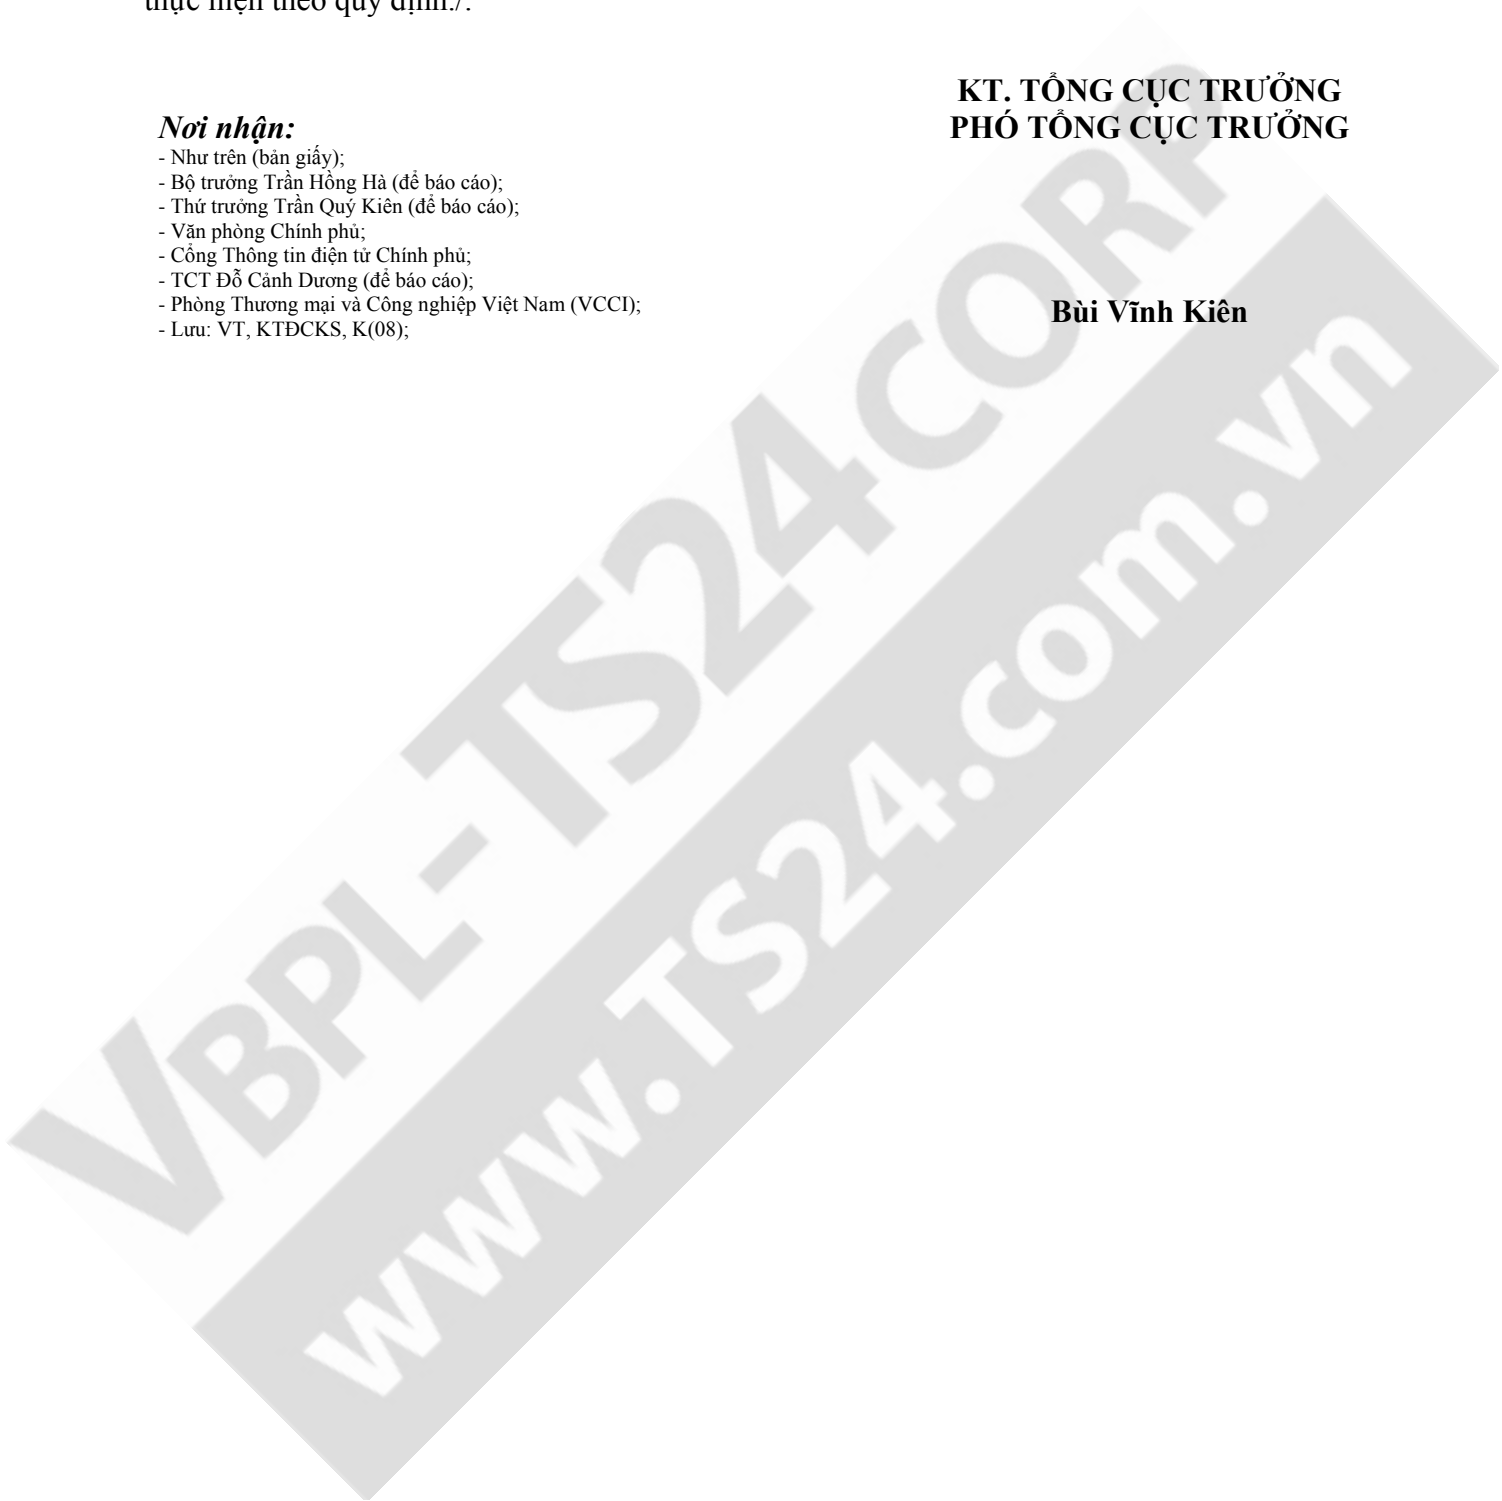 thực hiện theo quy định./.
KT. TỔNG CỤC TRƯỞNG
PHÓ TỔNG CỤC TRƯỞNG
Nơi nhận:
- Như trên (bản giấy);
- Bộ trưởng Trần Hồng Hà (để báo cáo);
- Thứ trưởng Trần Quý Kiên (để báo cáo);
- Văn phòng Chính phủ;
- Cổng Thông tin điện tử Chính phủ;
- TCT Đỗ Cảnh Dương (để báo cáo);
- Phòng Thương mại và Công nghiệp Việt Nam (VCCI);
- Lưu: VT, KTĐCKS, K(08);
Bùi Vĩnh Kiên
VBPL-TS24CORP
www.TS24.com.vn